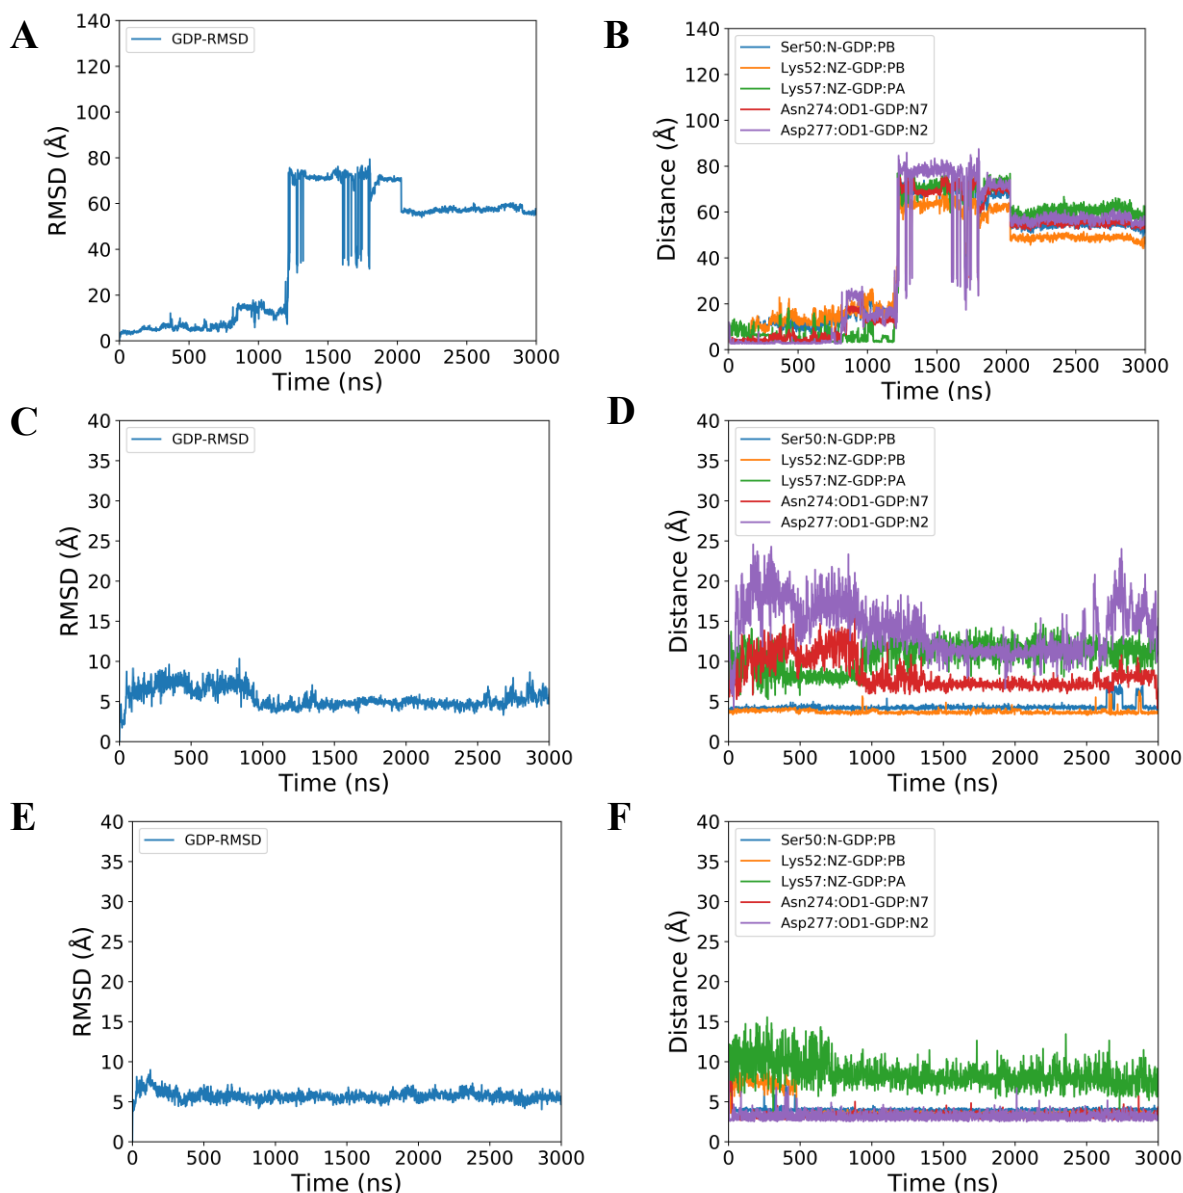 A
GDP-RMSD
RMSD (Å)
140
120
100
80
60
40
20
0
0 500 1000 1500 2000 2500 3000
Time (ns)
B
Ser50:N-GDP:PB
Lys52:NZ-GDP:PB
Lys57:NZ-GDP:PA
Asn274:OD1-GDP:N7
Asp277:OD1-GDP:N2
Distance (Å)
140
120
100
80
60
40
20
0
0 500 1000 1500 2000 2500 3000
Time (ns)
C
GDP-RMSD
RMSD (Å)
40
35
30
25
20
15
10
5
0
0 500 1000 1500 2000 2500 3000
Time (ns)
D
Ser50:N-GDP:PB
Lys52:NZ-GDP:PB
Lys57:NZ-GDP:PA
Asn274:OD1-GDP:N7
Asp277:OD1-GDP:N2
Distance (Å)
40
35
30
25
20
15
10
5
0
0 500 1000 1500 2000 2500 3000
Time (ns)
E
GDP-RMSD
RMSD (Å)
40
35
30
25
20
15
10
5
0
0 500 1000 1500 2000 2500 3000
Time (ns)
F
Ser50:N-GDP:PB
Lys52:NZ-GDP:PB
Lys57:NZ-GDP:PA
Asn274:OD1-GDP:N7
Asp277:OD1-GDP:N2
Distance (Å)
40
35
30
25
20
15
10
5
0
0 500 1000 1500 2000 2500 3000
Time (ns)